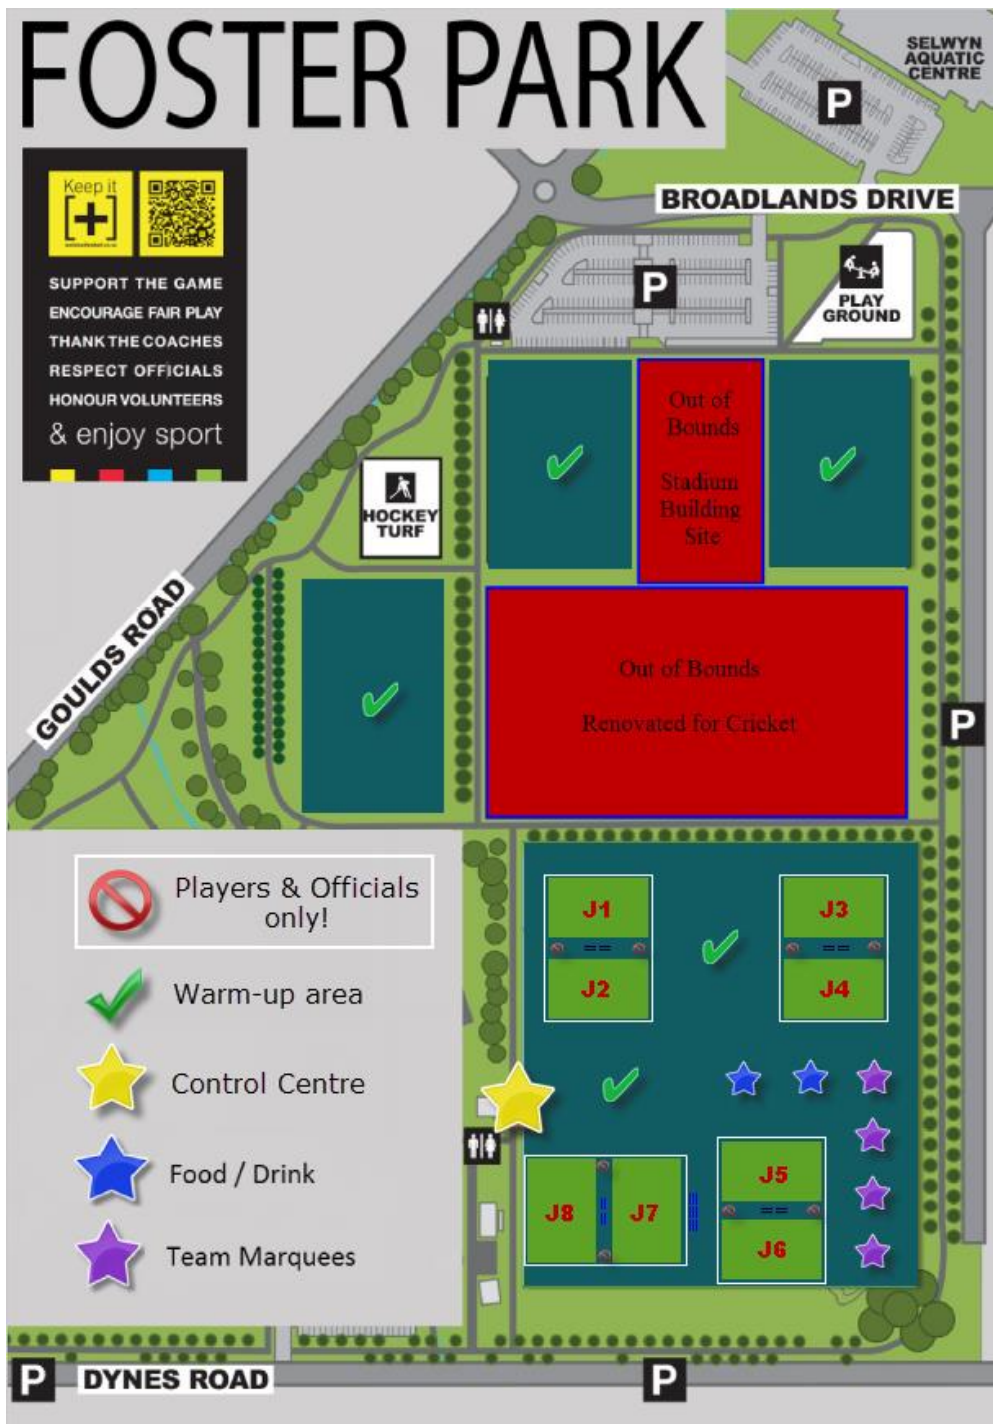 FOSTER PARK
SELWYN
AQUATIC
CENTRE
P
BROADLANDS DRIVE
Keep it
[+]
SUPPORT THE GAME
ENCOURAGE FAIR PLAY
THANK THE COACHES
RESPECT OFFICIALS
HONOUR VOLUNTEERS
& enjoy sport
P
PLAY
GROUND
Out of
Bounds
Stadium
Building
Site
HOCKEY
TURF
GOULDS ROAD
Out of Bounds
Renovated for Cricket
P
Players & Officials
only!
Warm-up area
Control Centre
Food / Drink
Team Marquees
J1
J3
J2
J4
J5
J8
J7
J6
P
DYNES ROAD
P